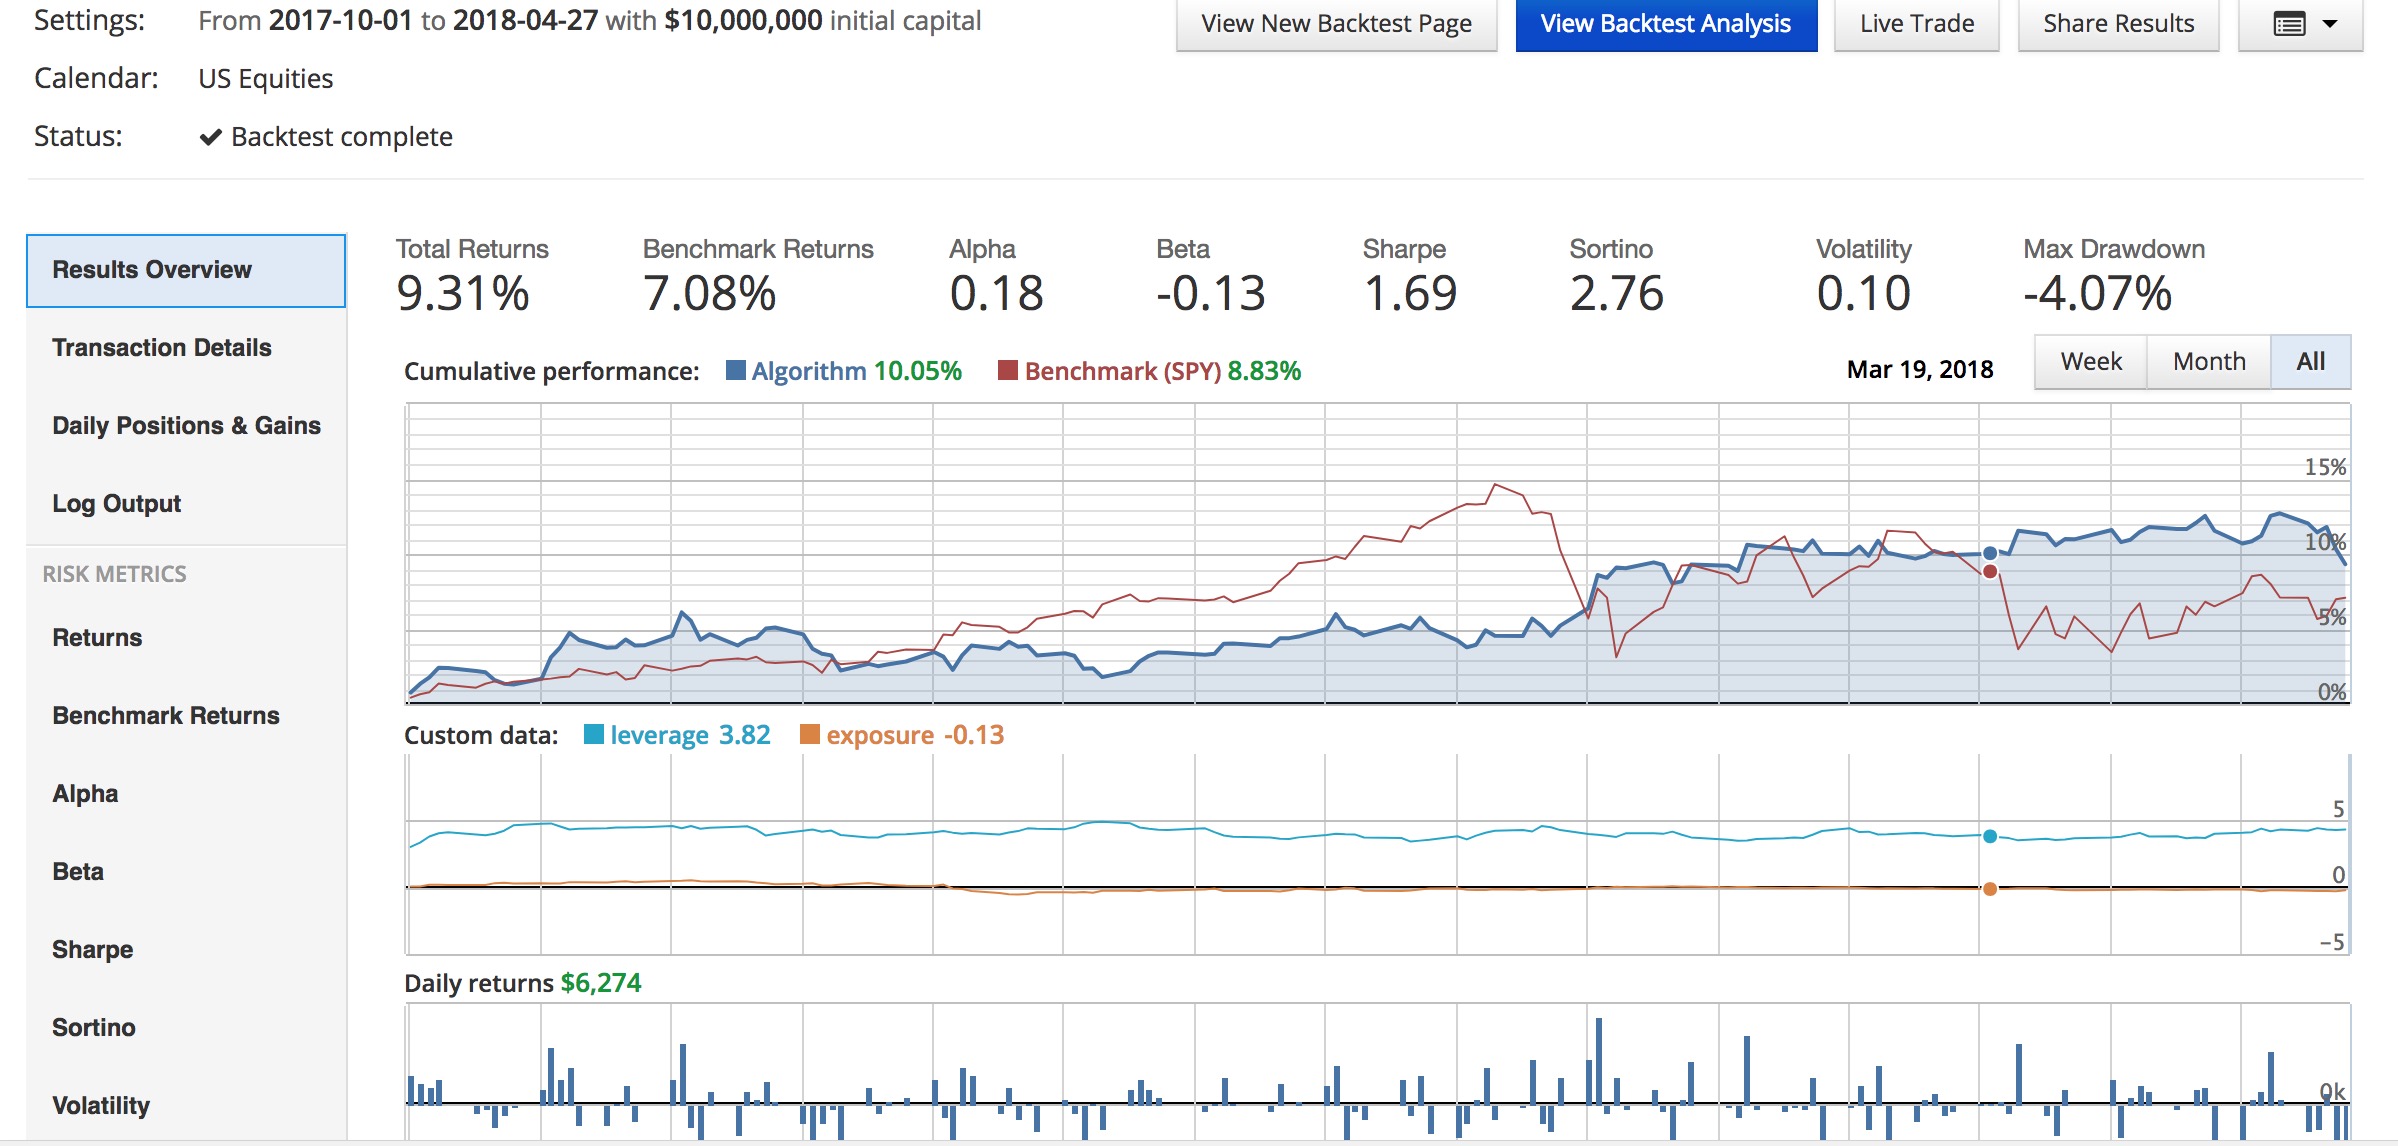 Settings: From 2017-10-01 to 2018-04-27 with $10,000,000 initial capital
View New Backtest Page View Backtest Analysis Live Trade Share Results
Calendar: US Equities
Status: Backtest complete
Results Overview
Transaction Details
Daily Positions & Gains
Log Output
RISK METRICS
Returns
Benchmark Returns
Alpha
Beta
Sharpe
Sortino
Volatility
Total Returns Benchmark Returns Alpha Beta Sharpe Sortino Volatility Max Drawdown
9.31% 7.08% 0.18 -0.13 1.69 2.76 0.10 -4.07%
Cumulative performance: Algorithm 10.05% Benchmark (SPY) 8.83% Mar 19, 2018 Week Month All
15%
10%
5%
0%
Custom data: leverage 3.82 exposure -0.13
5
0
−5
Daily returns $6,274
0k